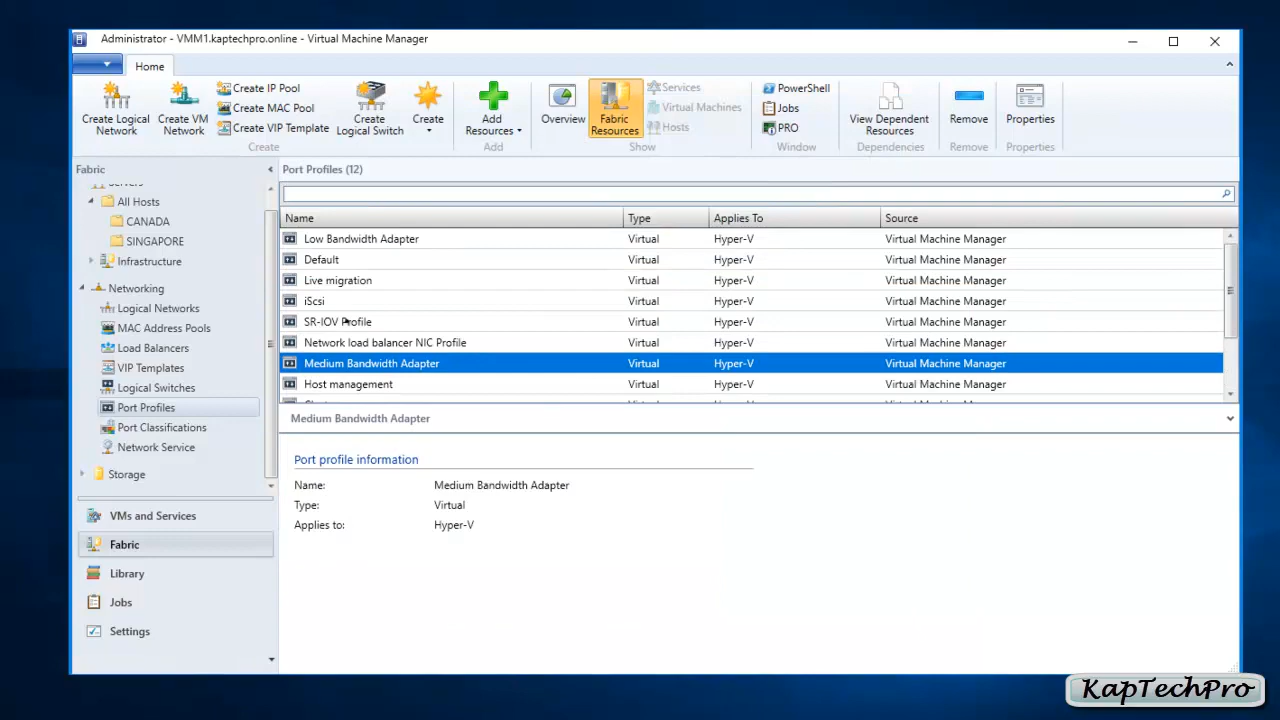 Administrator - VMM1.kaptechpro.online - Virtual Machine Manager
Home
Create Logical Network
Create VM Network
Create IP Pool
Create MAC Pool
Create VIP Template
Create Logical Switch
Create
Create
Add Resources
Add
Overview
Fabric Resources
Services
Virtual Machines
Hosts
Show
PowerShell
Jobs
PRO
Window
View Dependent Resources
Dependencies
Remove
Remove
Properties
Properties
Fabric
Servers
All Hosts
CANADA
SINGAPORE
Infrastructure
Networking
Logical Networks
MAC Address Pools
Load Balancers
VIP Templates
Logical Switches
Port Profiles
Port Classifications
Network Service
Storage
VMs and Services
Fabric
Library
Jobs
Settings
Port Profiles (12)
Name Type Applies To Source
Low Bandwidth Adapter Virtual Hyper-V Virtual Machine Manager
Default Virtual Hyper-V Virtual Machine Manager
Live migration Virtual Hyper-V Virtual Machine Manager
iScsi Virtual Hyper-V Virtual Machine Manager
SR-IOV Profile Virtual Hyper-V Virtual Machine Manager
Network load balancer NIC Profile Virtual Hyper-V Virtual Machine Manager
Medium Bandwidth Adapter Virtual Hyper-V Virtual Machine Manager
Host management Virtual Hyper-V Virtual Machine Manager
Medium Bandwidth Adapter
Port profile information
Name: Medium Bandwidth Adapter
Type: Virtual
Applies to: Hyper-V
KapTechPro